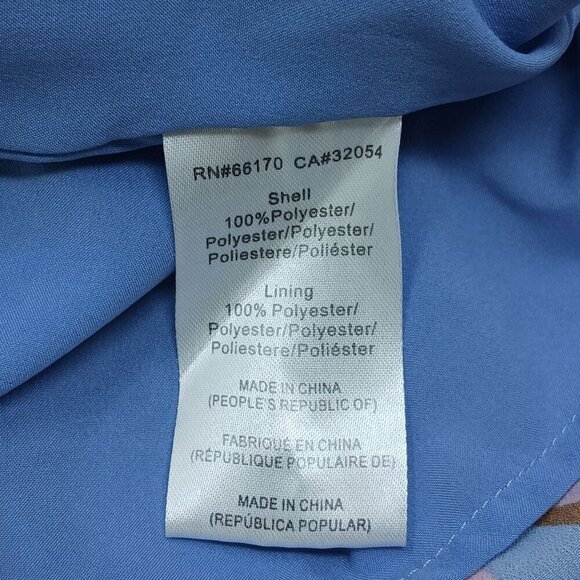 RN#66170 CA#32054
Shell
100%Polyester/
Polyester/Polyester/
Poliestere/Poliéster
Lining
100% Polyester/
Polyester/Polyester/
Poliestere/Poliéster
MADE IN CHINA
(PEOPLE'S REPUBLIC OF)
FABRIQUÉ EN CHINA
(RÉPUBLIQUE POPULAIRE DE)
MADE IN CHINA
(REPÚBLICA POPULAR)